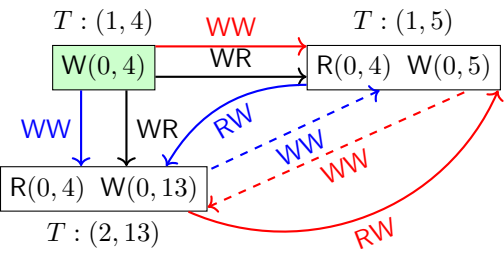 T : (1, 4)
T : (1, 5)
WW
W(0, 4)
WR
R(0, 4) W(0, 5)
WW
WR
RW
WW
WW
R(0, 4) W(0, 13)
T : (2, 13)
RW